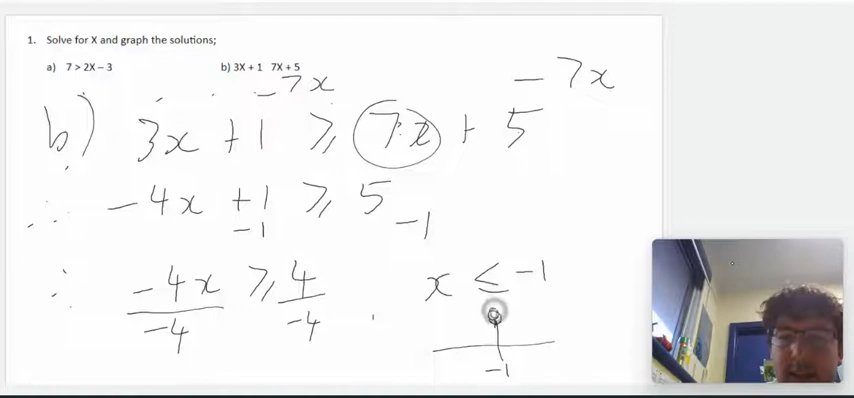 1. Solve for X and graph the solutions;
a) 7 > 2X – 3 b) 3X + 1 7X + 5
– 7x – 7x
b) 3x + 1 ⩾ 7x + 5
∴ – 4x + 1 ⩾ 5
–1 –1
∴ –4x ⩾ 4 x ≤ –1
–4 –4
–1